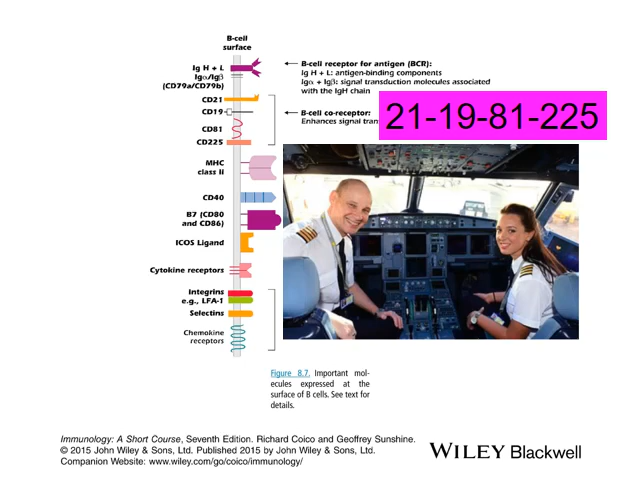 B-cell
surface
Ig H + L
Igα/Igβ
(CD79a/CD79b)
CD21
CD19
CD81
CD225
MHC
class II
CD40
B7 (CD80
and CD86)
ICOS Ligand
Cytokine receptors
Integrins
e.g., LFA-1
Selectins
Chemokine
receptors
B-cell receptor for antigen (BCR):
Ig H + L: antigen-binding components
Igα + Igβ: signal transduction molecules associated
with the IgH chain
B-cell co-receptor:
Enhances signal tran
21-19-81-225
Figure 8.7. Important mol-
ecules expressed at the
surface of B cells. See text for
details.
Immunology: A Short Course, Seventh Edition. Richard Coico and Geoffrey Sunshine.
© 2015 John Wiley & Sons, Ltd. Published 2015 by John Wiley & Sons, Ltd.
Companion Website: www.wiley.com/go/coico/immunology/
WILEY Blackwell